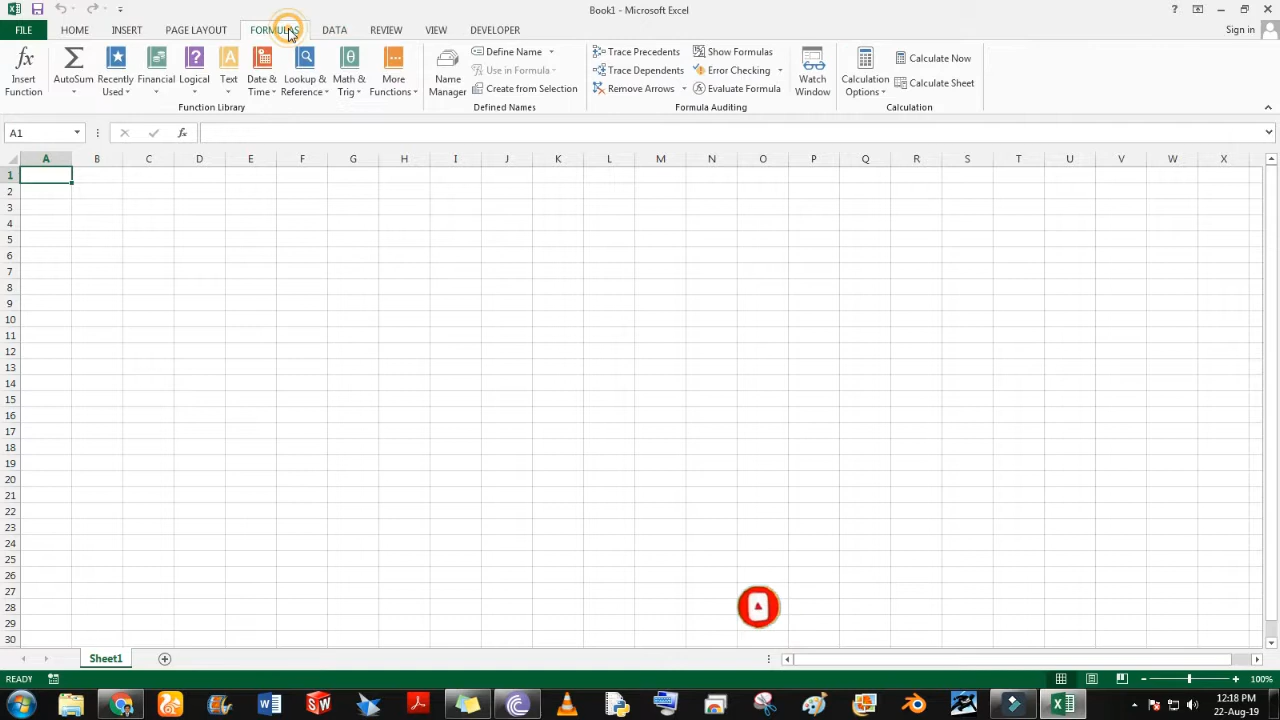 Book1 - Microsoft Excel
?
FILE HOME INSERT PAGE LAYOUT FORMULAS DATA REVIEW VIEW DEVELOPER Sign in
Insert Function
AutoSum
Recently Used
Financial
Logical
Text
Date & Time
Lookup & Reference
Math & Trig
More Functions
Function Library
Name Manager
Define Name
Use in Formula
Create from Selection
Defined Names
Trace Precedents
Trace Dependents
Remove Arrows
Show Formulas
Error Checking
Evaluate Formula
Formula Auditing
Watch Window
Calculation Options
Calculate Now
Calculate Sheet
Calculation
A1 fx
A B C D E F G H I J K L M N O P Q R S T U V W X
1
2
3
4
5
6
7
8
9
10
11
12
13
14
15
16
17
18
19
20
21
22
23
24
25
26
27
28
29
30
Sheet1
READY 100%
12:18 PM
22-Aug-19